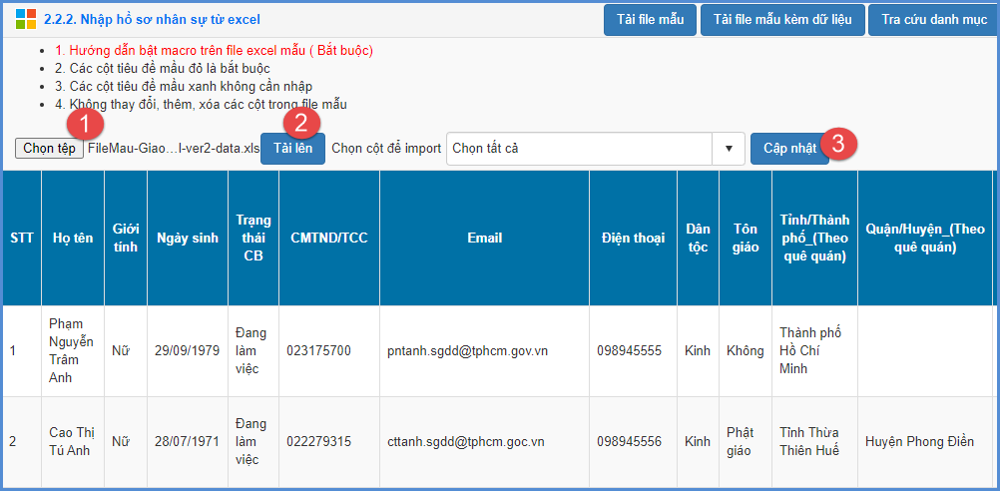 2.2.2. Nhập hồ sơ nhân sự từ excel
Tải file mẫu
Tải file mẫu kèm dữ liệu
Tra cứu danh mục
1. Hướng dẫn bật macro trên file excel mẫu ( Bắt buộc)
2. Các cột tiêu đề mầu đỏ là bắt buộc
3. Các cột tiêu đề mầu xanh không cần nhập
4. Không thay đổi, thêm, xóa các cột trong file mẫu
1
2
3
Chọn tệp FileMau-Giao…l-ver2-data.xls Tải lên Chọn cột để import Chọn tất cả Cập nhật
STT Họ tên Giới tính Ngày sinh Trạng thái CB CMTND/TCC Email Điện thoại Dân tộc Tôn giáo Tỉnh/Thành phố_(Theo quê quán) Quận/Huyện_(Theo quê quán)
1 Phạm Nguyễn Trâm Anh Nữ 29/09/1979 Đang làm việc 023175700 pntanh.sgdd@tphcm.gov.vn 098945555 Kinh Không Thành phố Hồ Chí Minh
2 Cao Thị Tú Anh Nữ 28/07/1971 Đang làm việc 022279315 cttanh.sgdd@tphcm.goc.vn 098945556 Kinh Phật giáo Tỉnh Thừa Thiên Huế Huyện Phong Điền